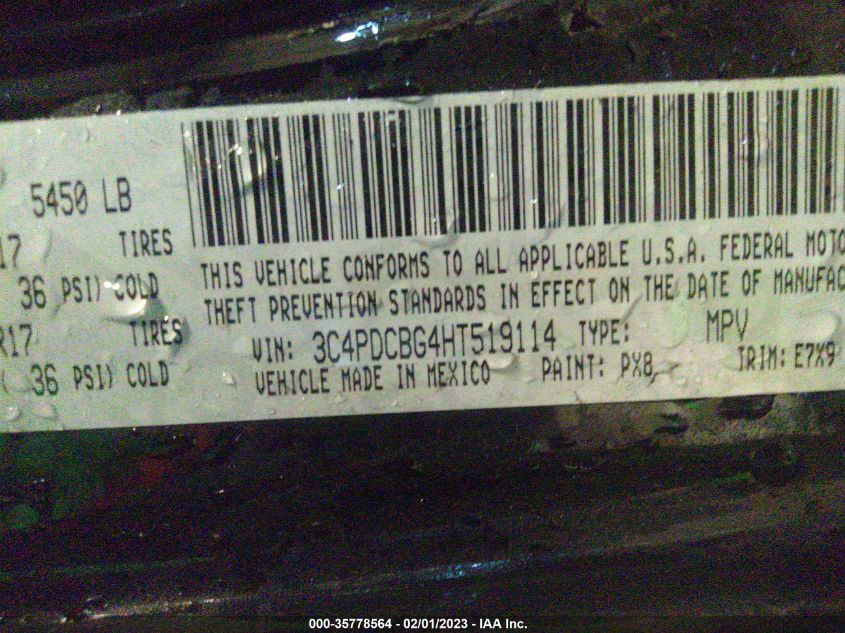 5450 LB
17 TIRES
36 PSI) COLD
R17 TIRES
( 36 PSI) COLD
THIS VEHICLE CONFORMS TO ALL APPLICABLE U.S.A. FEDERAL MOTO
THEFT PREVENTION STANDARDS IN EFFECT ON THE DATE OF MANUFAC
VIN: 3C4PDCBG4HT519114 TYPE: MPV
VEHICLE MADE IN MEXICO PAINT: PX8 TRIM: E7X9
000-35778564 - 02/01/2023 - IAA Inc.